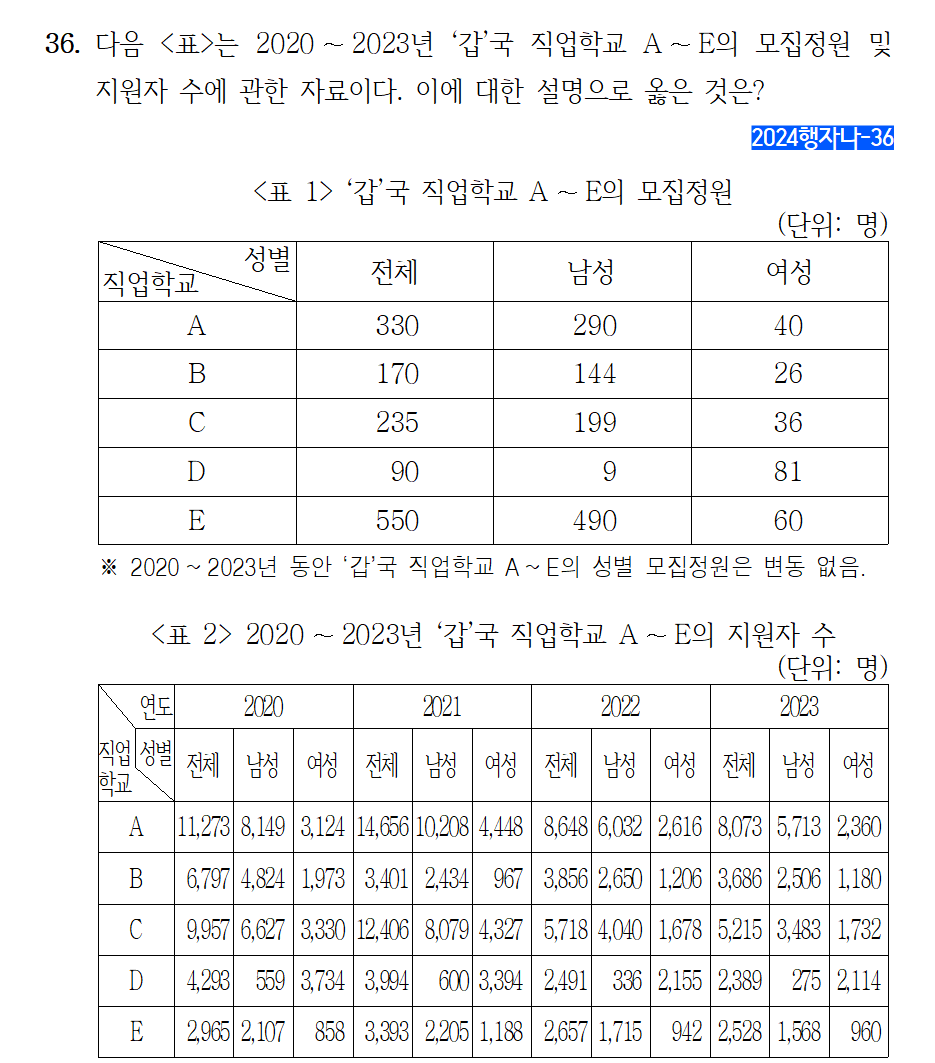 36. 다음 <표>는 2020 ~ 2023년 ‘갑’국 직업학교 A ~ E의 모집정원 및
지원자 수에 관한 자료이다. 이에 대한 설명으로 옳은 것은?
2024행자나-36
<표 1> ‘갑’국 직업학교 A ~ E의 모집정원
(단위: 명)
성별
직업학교 전체 남성 여성
A 330 290 40
B 170 144 26
C 235 199 36
D 90 9 81
E 550 490 60
※ 2020 ~ 2023년 동안 ‘갑’국 직업학교 A ~ E의 성별 모집정원은 변동 없음.
<표 2> 2020 ~ 2023년 ‘갑’국 직업학교 A ~ E의 지원자 수
(단위: 명)
연도 2020 2021 2022 2023
직업 성별 전체 남성 여성 전체 남성 여성 전체 남성 여성 전체 남성 여성
학교
A 11,273 8,149 3,124 14,656 10,208 4,448 8,648 6,032 2,616 8,073 5,713 2,360
B 6,797 4,824 1,973 3,401 2,434 967 3,856 2,650 1,206 3,686 2,506 1,180
C 9,957 6,627 3,330 12,406 8,079 4,327 5,718 4,040 1,678 5,215 3,483 1,732
D 4,293 559 3,734 3,994 600 3,394 2,491 336 2,155 2,389 275 2,114
E 2,965 2,107 858 3,393 2,205 1,188 2,657 1,715 942 2,528 1,568 960